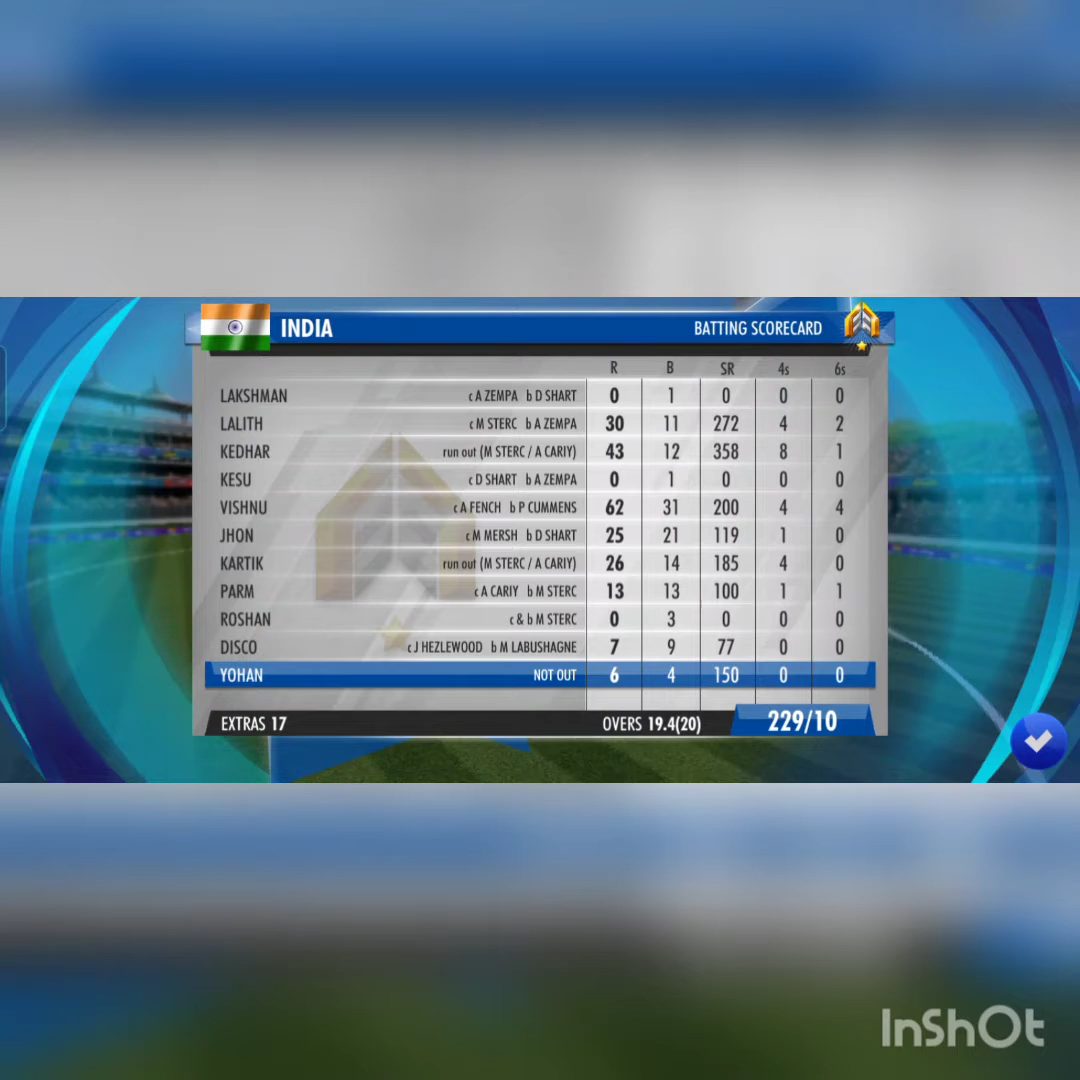 INDIA BATTING SCORECARD
R B SR 4s 6s
LAKSHMAN c A ZEMPA b D SHART 0 1 0 0 0
LALITH c M STERC b A ZEMPA 30 11 272 4 2
KEDHAR run out (M STERC / A CARIY) 43 12 358 8 1
KESU c D SHART b A ZEMPA 0 1 0 0 0
VISHNU c A FENCH b P CUMMENS 62 31 200 4 4
JHON c M MERSH b D SHART 25 21 119 1 0
KARTIK run out (M STERC / A CARIY) 26 14 185 4 0
PARM c A CARIY b M STERC 13 13 100 1 1
ROSHAN c & b M STERC 0 3 0 0 0
DISCO c J HEZLEWOOD b M LABUSHAGNE 7 9 77 0 0
YOHAN NOT OUT 6 4 150 0 0
EXTRAS 17 OVERS 19.4(20) 229/10
InShOt